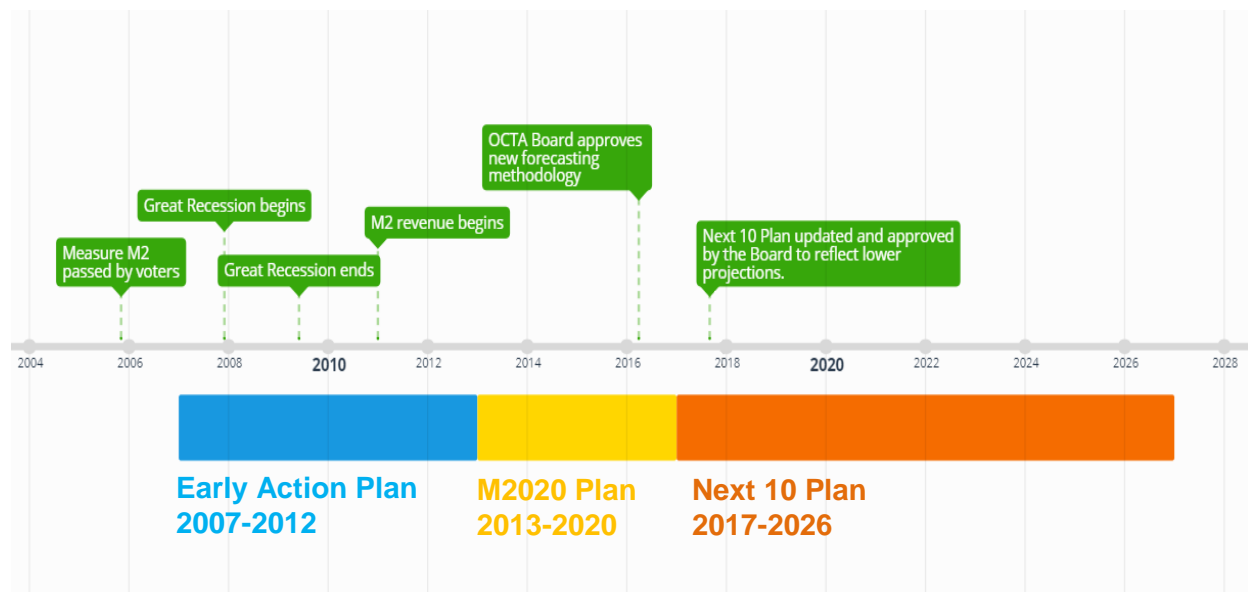 OCTA Board approves
new forecasting
methodology
Great Recession begins
M2 revenue begins
Measure M2
passed by voters
Great Recession ends
Next 10 Plan updated and approved
by the Board to reflect lower
projections.
2004
2006
2008
2010
2012
2014
2016
2018
2020
2022
2024
2026
2028
Early Action Plan
2007-2012
M2020 Plan
2013-2020
Next 10 Plan
2017-2026